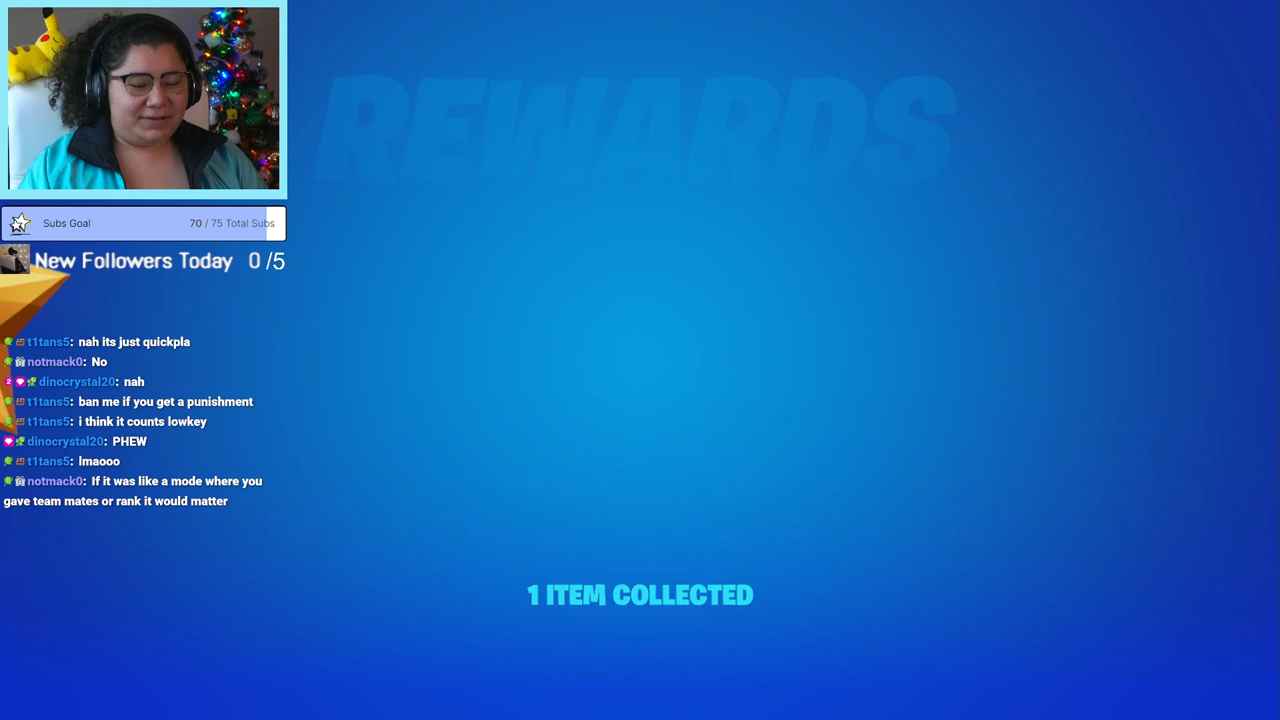 REWARDS
Subs Goal 70 / 75 Total Subs
New Followers Today 0 /5
t1tans5: nah its just quickpla
notmack0: No
2 dinocrystal20: nah
t1tans5: ban me if you get a punishment
t1tans5: i think it counts lowkey
dinocrystal20: PHEW
t1tans5: lmaooo
notmack0: If it was like a mode where you
gave team mates or rank it would matter
1 ITEM COLLECTED